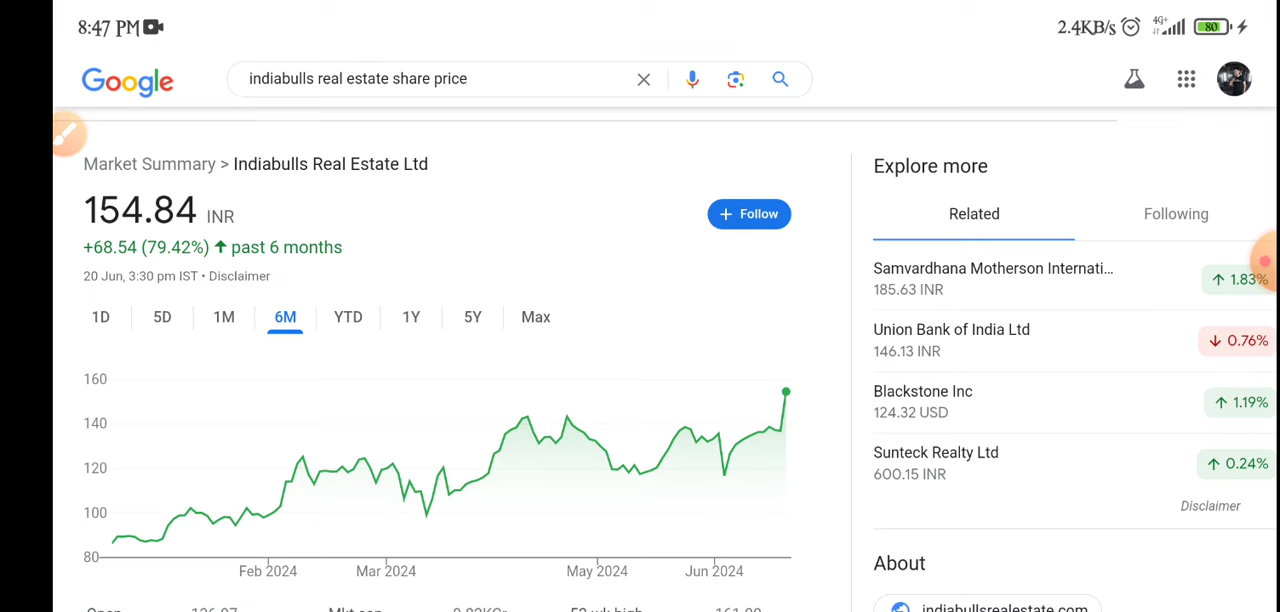 8:47 PM
2.4KB/s 4G+ 80
Google
indiabulls real estate share price
Market Summary > Indiabulls Real Estate Ltd
154.84 INR
+68.54 (79.42%) ↑ past 6 months
20 Jun, 3:30 pm IST • Disclaimer
+ Follow
1D 5D 1M 6M YTD 1Y 5Y Max
160
140
120
100
80
Feb 2024 Mar 2024 May 2024 Jun 2024
Explore more
Related Following
Samvardhana Motherson Internati...
185.63 INR
↑ 1.83%
Union Bank of India Ltd
146.13 INR
↓ 0.76%
Blackstone Inc
124.32 USD
↑ 1.19%
Sunteck Realty Ltd
600.15 INR
↑ 0.24%
Disclaimer
About
indiabullsrealestate.com